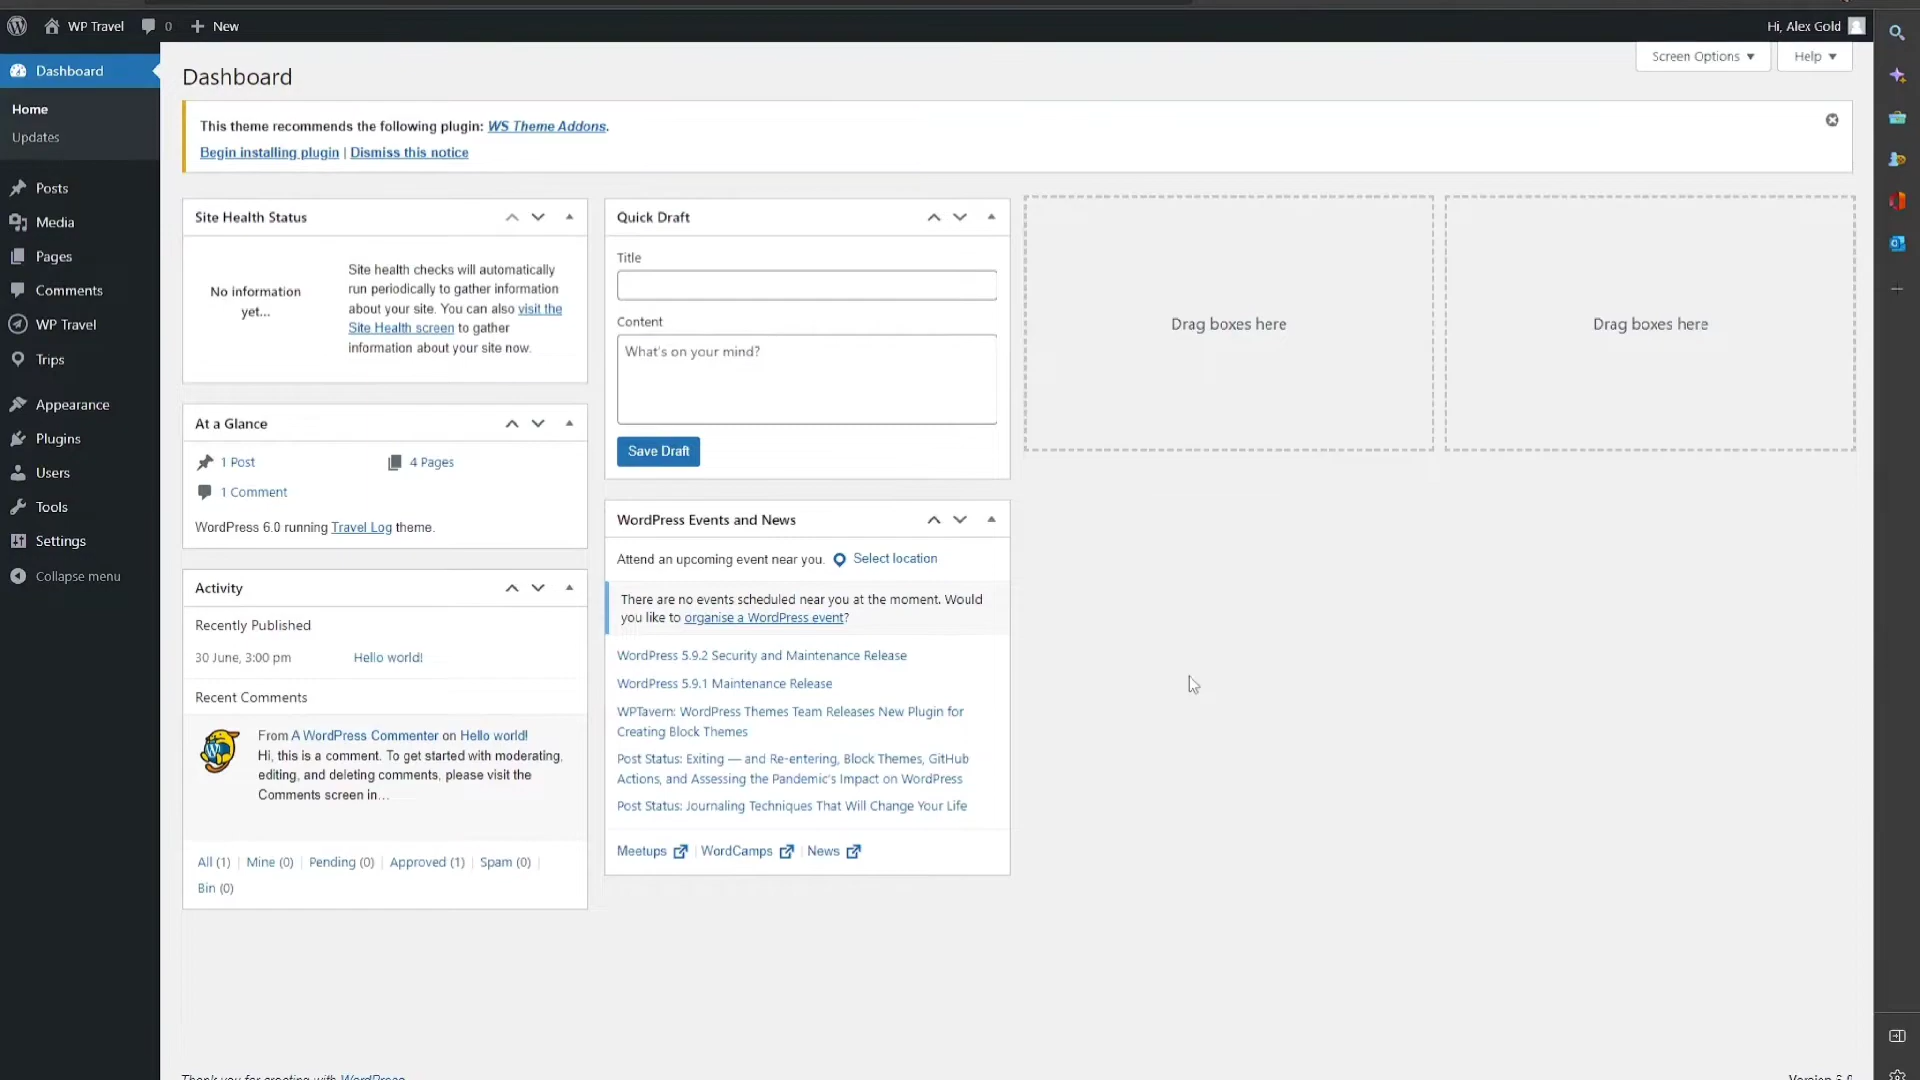 WP Travel 0 New
Hi, Alex Gold
Dashboard
Home
Updates
Posts
Media
Pages
Comments
WP Travel
Trips
Appearance
Plugins
Users
Tools
Settings
Collapse menu
Dashboard
Screen Options
Help
This theme recommends the following plugin: WS Theme Addons.
Begin installing plugin | Dismiss this notice
Site Health Status
No information
yet...
Site health checks will automatically
run periodically to gather information
about your site. You can also visit the
Site Health screen to gather
information about your site now.
At a Glance
1 Post
4 Pages
1 Comment
WordPress 6.0 running Travel Log theme.
Activity
Recently Published
30 June, 3:00 pm
Hello world!
Recent Comments
From A WordPress Commenter on Hello world!
Hi, this is a comment. To get started with moderating,
editing, and deleting comments, please visit the
Comments screen in…
All (1) | Mine (0) | Pending (0) | Approved (1) | Spam (0) |
Bin (0)
Quick Draft
Title
Content
What's on your mind?
Save Draft
WordPress Events and News
Attend an upcoming event near you. Select location
There are no events scheduled near you at the moment. Would
you like to organise a WordPress event?
WordPress 5.9.2 Security and Maintenance Release
WordPress 5.9.1 Maintenance Release
WPTavern: WordPress Themes Team Releases New Plugin for
Creating Block Themes
Post Status: Exiting — and Re-entering, Block Themes, GitHub
Actions, and Assessing the Pandemic's Impact on WordPress
Post Status: Journaling Techniques That Will Change Your Life
Meetups | WordCamps | News
Drag boxes here
Drag boxes here
Thank you for creating with WordPress
Version 6.0